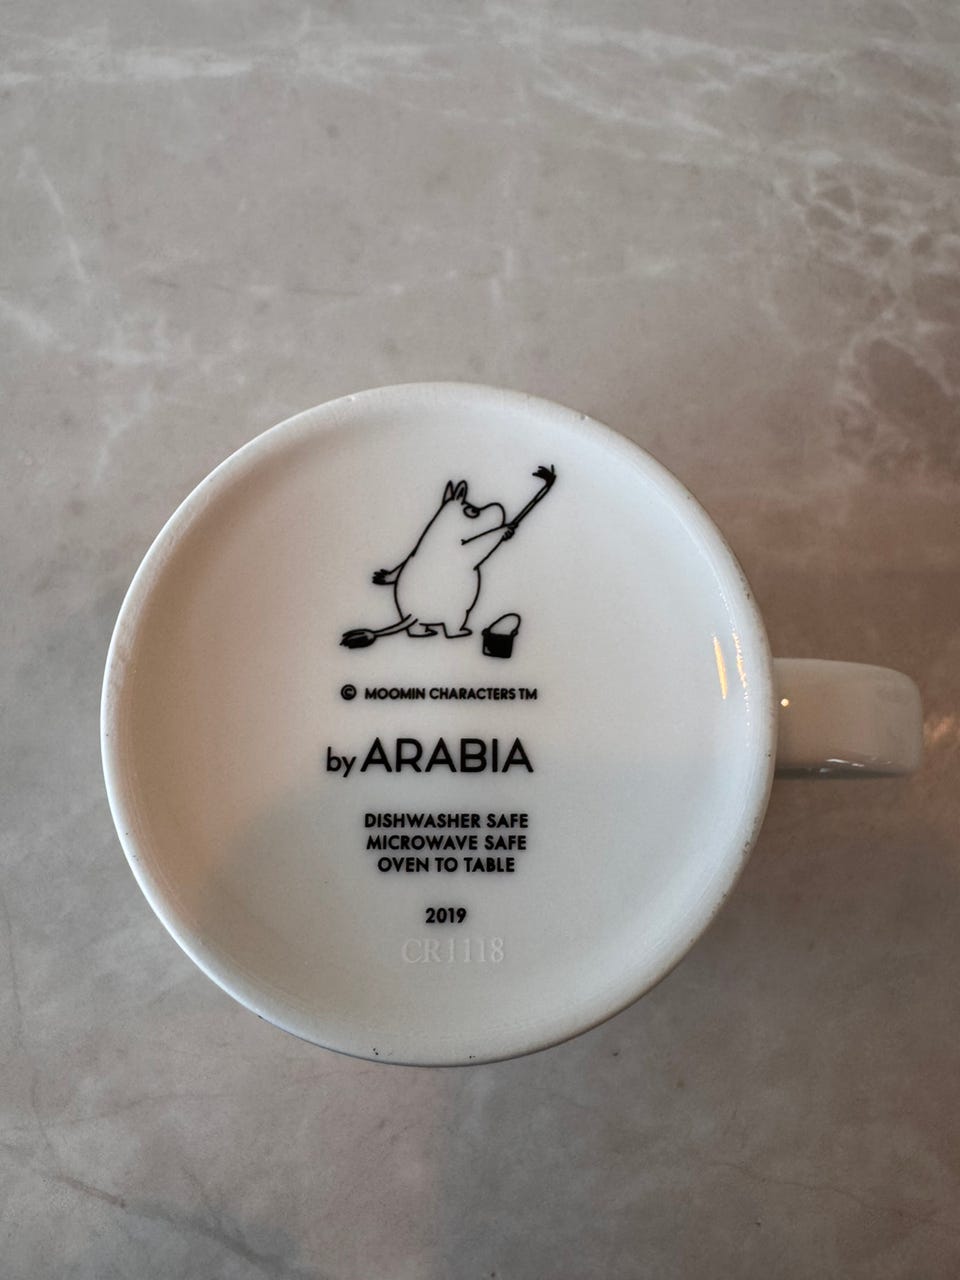 © MOOMIN CHARACTERS TM
by ARABIA
DISHWASHER SAFE
MICROWAVE SAFE
OVEN TO TABLE
2019
CR1118